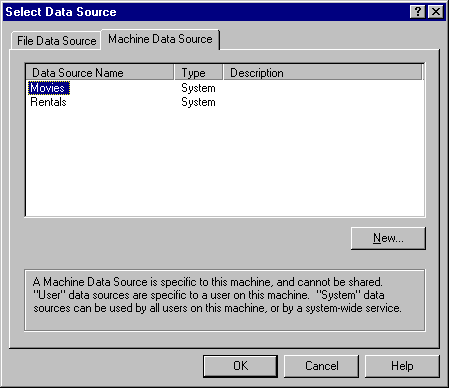 Select Data Source
File Data Source Machine Data Source
Data Source Name Type Description
Movies System
Rentals System
New...
A Machine Data Source is specific to this machine, and cannot be shared.
"User" data sources are specific to a user on this machine. "System" data
sources can be used by all users on this machine, or by a system-wide service.
OK Cancel Help